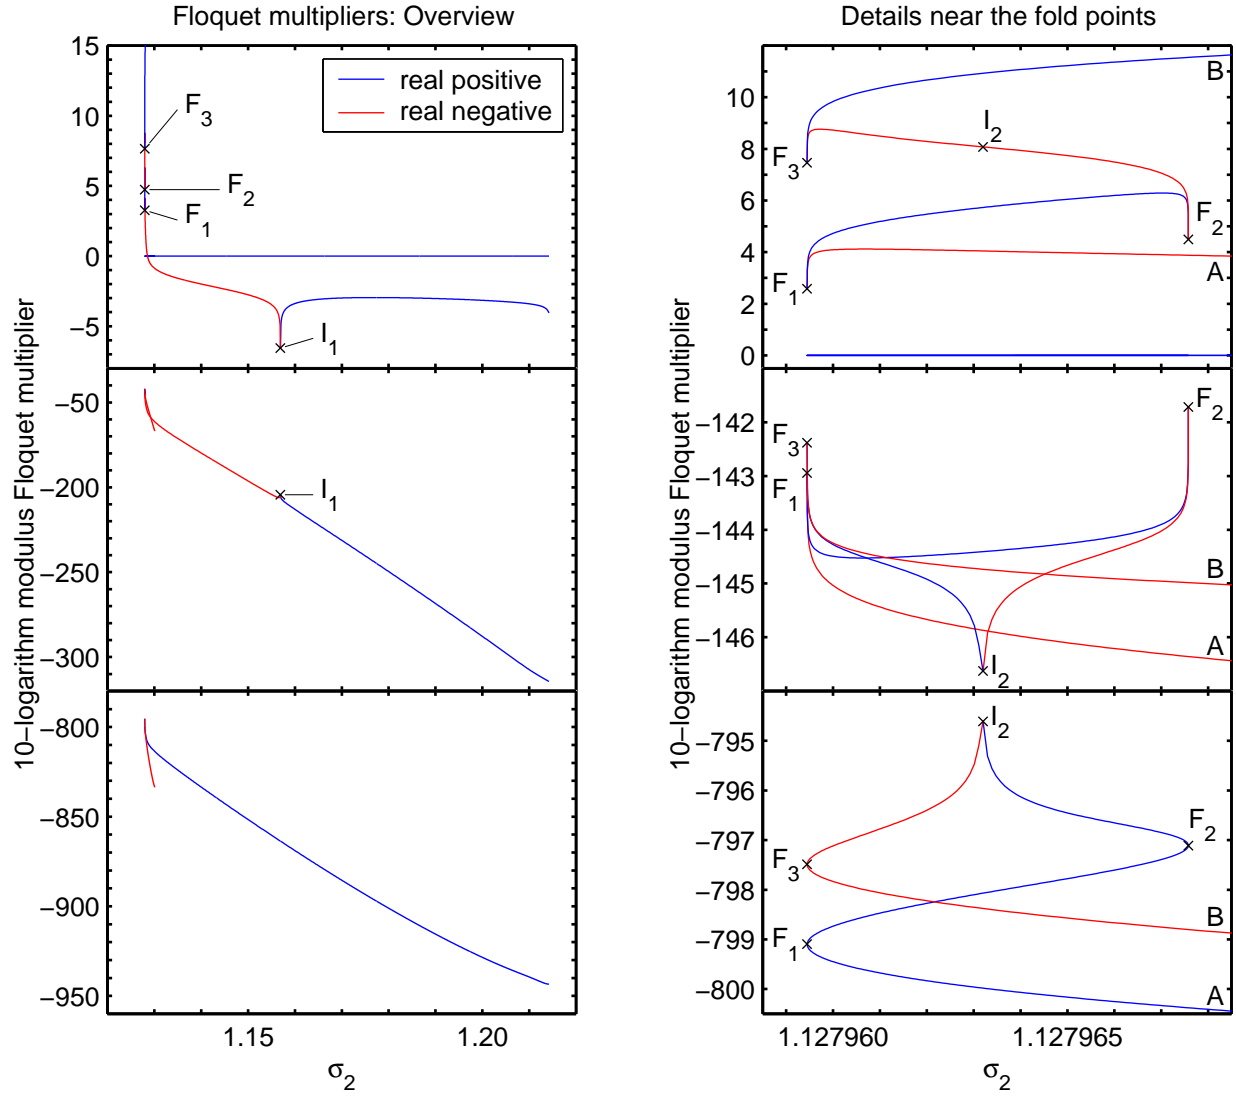 Floquet multipliers: Overview
15
10
5
0
−5
F3
F2
F1
I1
real positive
real negative
−50
−100
−150
−200
−250
−300
I1
−800
−850
−900
−950
1.15
1.20
σ2
10−logarithm modulus Floquet multiplier
Details near the fold points
10
8
6
4
2
0
B
I2
F3
F2
A
F1
−142
−143
−144
−145
−146
F2
F3
F1
B
A
I2
−795
−796
−797
−798
−799
−800
I2
F2
F3
B
F1
A
1.127960
1.127965
σ2
10−logarithm modulus Floquet multiplier